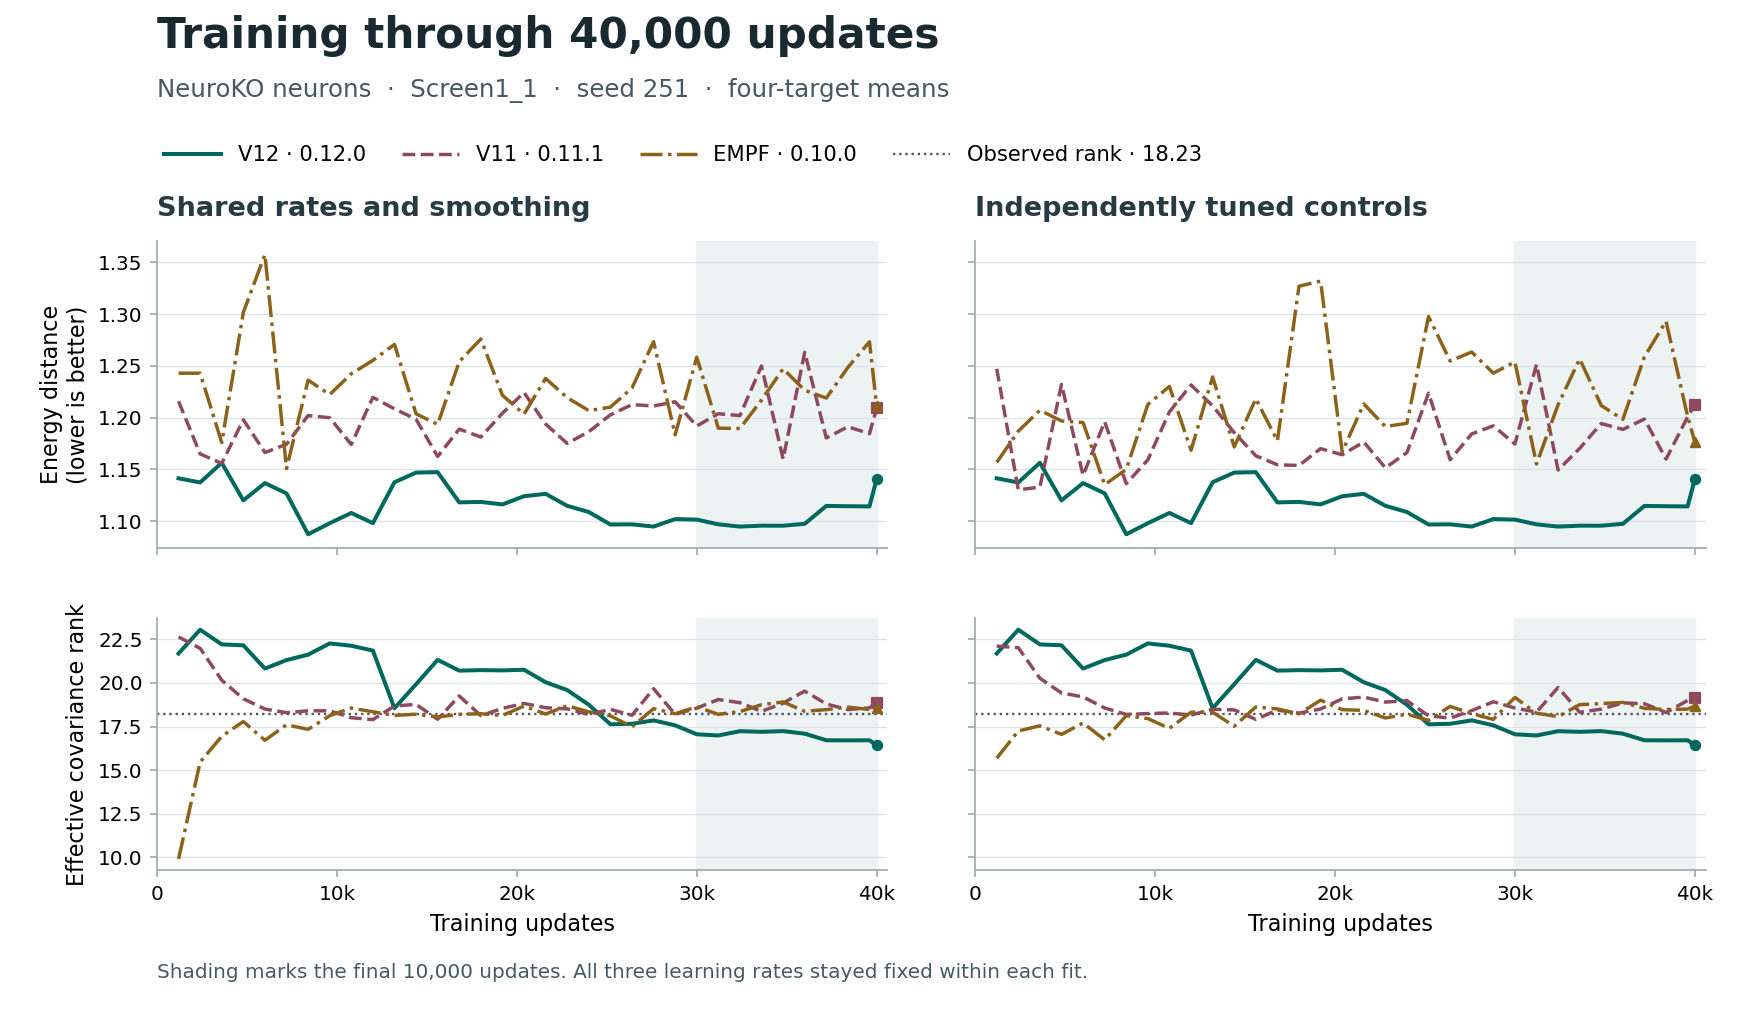 Training through 40,000 updates
NeuroKO neurons · Screen1_1 · seed 251 · four-target means
V12 · 0.12.0 V11 · 0.11.1 EMPF · 0.10.0 Observed rank · 18.23
Shared rates and smoothing
Independently tuned controls
Energy distance
(lower is better)
1.35
1.30
1.25
1.20
1.15
1.10
Effective covariance rank
22.5
20.0
17.5
15.0
12.5
10.0
0 10k 20k 30k 40k
0 10k 20k 30k 40k
Training updates
Training updates
Shading marks the final 10,000 updates. All three learning rates stayed fixed within each fit.